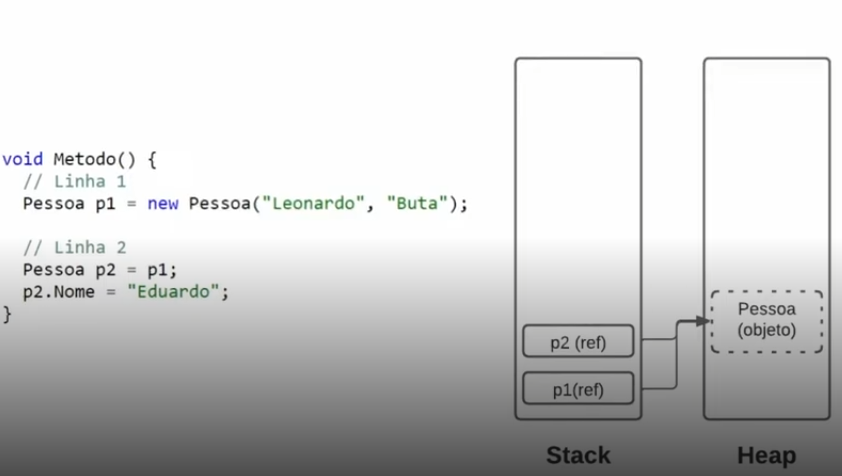 void Metodo() {
// Linha 1
Pessoa p1 = new Pessoa("Leonardo", "Buta");
// Linha 2
Pessoa p2 = p1;
p2.Nome = "Eduardo";
}
p2 (ref)
p1(ref)
Stack
Pessoa
(objeto)
Heap